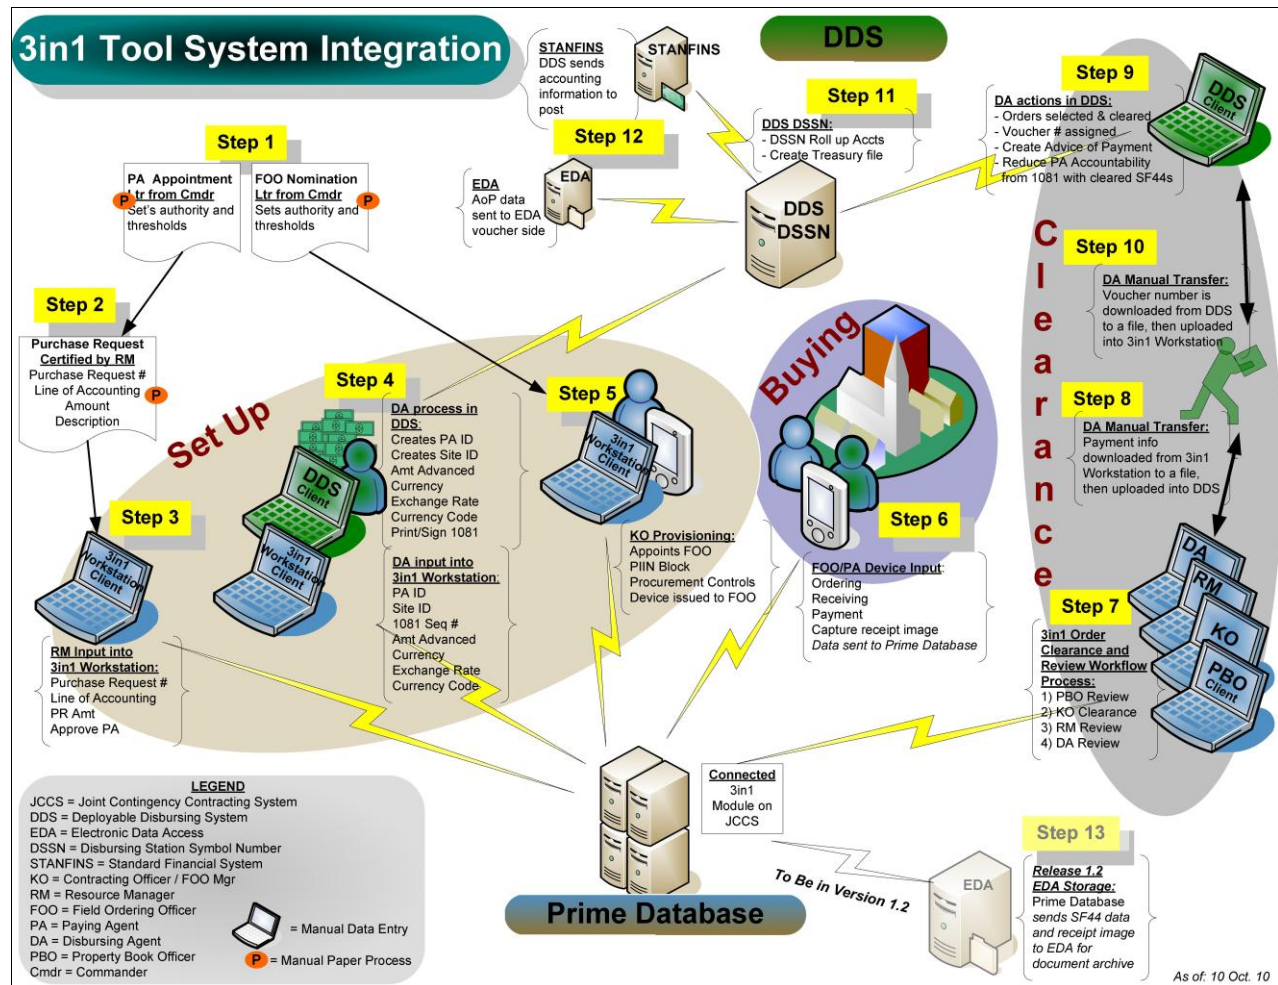 3in1 Tool System Integration
DDS
STANFINS
DDS sends
accounting
information to
post
STANFINS
Step 12
EDA
AoP data
sent to EDA
voucher side
EDA
Step 11
DDS DSSN:
- DSSN Roll up Accts
- Create Treasury file
DDS
DSSN
Step 9
DA actions in DDS:
- Orders selected & cleared
- Voucher # assigned
- Create Advice of Payment
- Reduce PA Accountability
from 1081 with cleared SF44s
DDS
Client
Step 1
PA Appointment
Ltr from Cmdr
Set's authority and
thresholds
P
FOO Nomination
Ltr from Cmdr
Sets authority and
thresholds
P
Step 2
Purchase Request
Certified by RM
Purchase Request #
Line of Accounting
Amount
Description
P
Set Up
Step 3
3in1
Workstation
Client
RM Input into
3in1 Workstation:
Purchase Request #
Line of Accounting
PR Amt
Approve PA
Step 4
DDS
Client
3in1
Workstation
Client
DA process in
DDS:
Creates PA ID
Creates Site ID
Amt Advanced
Currency
Exchange Rate
Currency Code
Print/Sign 1081
DA input into
3in1 Workstation:
PA ID
Site ID
1081 Seq #
Amt Advanced
Currency
Exchange Rate
Currency Code
Step 5
3in1
Workstation
Client
KO Provisioning:
Appoints FOO
PIIN Block
Procurement Controls
Device issued to FOO
Buying
Step 6
FOO/PA Device Input:
Ordering
Receiving
Payment
Capture receipt image
Data sent to Prime Database
Clearance
Step 10
DA Manual Transfer:
Voucher number is
downloaded from DDS
to a file, then uploaded
into 3in1 Workstation
Step 8
DA Manual Transfer:
Payment info
downloaded from 3in1
Workstation to a file,
then uploaded into DDS
Step 7
3in1 Order
Clearance and
Review Workflow
Process:
1) PBO Review
2) KO Clearance
3) RM Review
4) DA Review
DA
RM
KO
PBO
Client
Connected
3in1
Module on
JCCS
Prime Database
To Be in Version 1.2
EDA
Step 13
Release 1.2
EDA Storage:
Prime Database
sends SF44 data
and receipt image
to EDA for
document archive
LEGEND
JCCS = Joint Contingency Contracting System
DDS = Deployable Disbursing System
EDA = Electronic Data Access
DSSN = Disbursing Station Symbol Number
STANFINS = Standard Financial System
KO = Contracting Officer / FOO Mgr
RM = Resource Manager
FOO = Field Ordering Officer
PA = Paying Agent
DA = Disbursing Agent
PBO = Property Book Officer
Cmdr = Commander
= Manual Data Entry
P = Manual Paper Process
As of: 10 Oct. 10